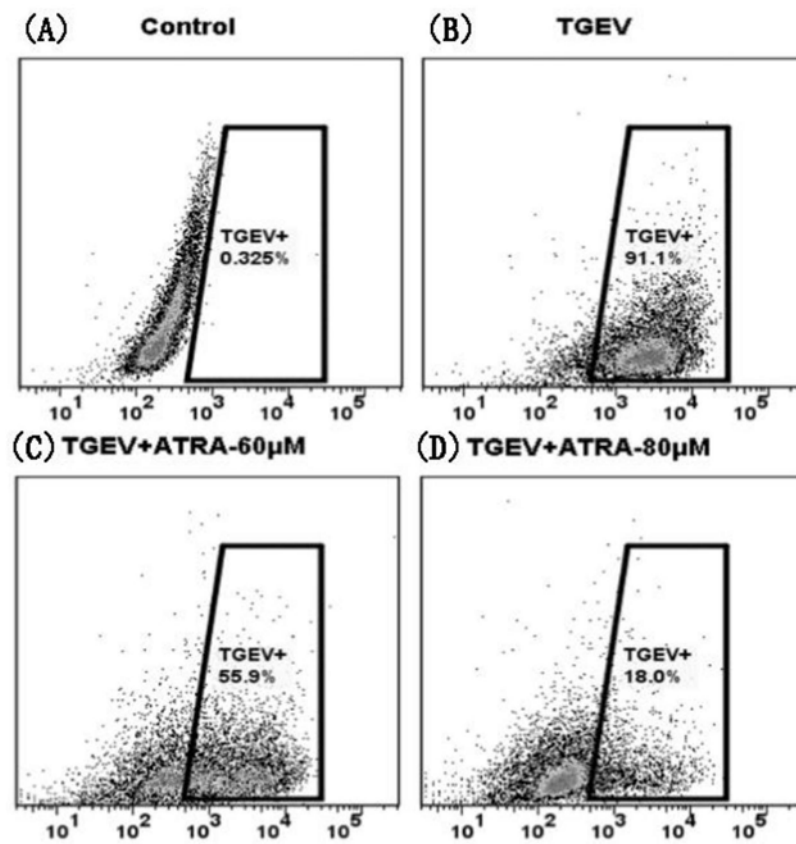 (A) Control
(B) TGEV
TGEV+
0.325%
TGEV+
91.1%
10¹ 10² 10³ 10⁴ 10⁵
10¹ 10² 10³ 10⁴ 10⁵
(C) TGEV+ATRA-60μM
(D) TGEV+ATRA-80μM
TGEV+
55.9%
TGEV+
18.0%
10¹ 10² 10³ 10⁴ 10⁵
10¹ 10² 10³ 10⁴ 10⁵